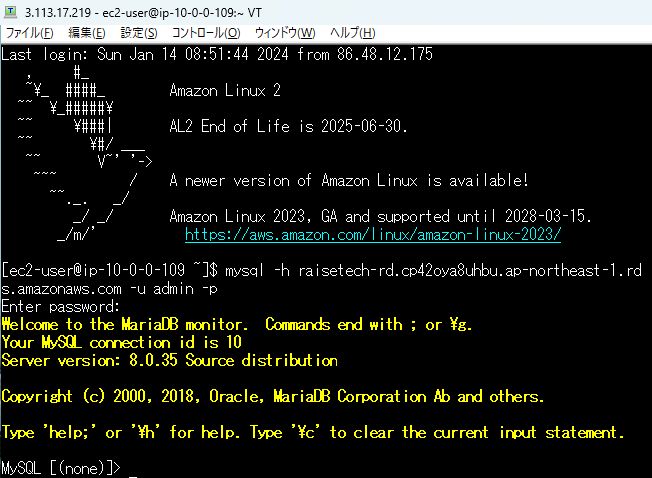 3.113.17.219 - ec2-user@ip-10-0-0-109:~ VT
ファイル(F) 編集(E) 設定(S) コントロール(O) ウィンドウ(W) ヘルプ(H)
Last login: Sun Jan 14 08:51:44 2024 from 86.48.12.175
   ,     #_
   ~¥_  ####_        Amazon Linux 2
  ~~  ¥_#####¥
  ~~     ¥###|       AL2 End of Life is 2025-06-30.
  ~~       ¥#/ ___
   ~~       V~' '->
    ~~~         /    A newer version of Amazon Linux is available!
      ~~._.   _/
         _/ _/       Amazon Linux 2023, GA and supported until 2028-03-15.
       _/m/'           https://aws.amazon.com/linux/amazon-linux-2023/
[ec2-user@ip-10-0-0-109 ~]$ mysql -h raisetech-rd.cp42oya8uhbu.ap-northeast-1.rd
s.amazonaws.com -u admin -p
Enter password:
Welcome to the MariaDB monitor.  Commands end with ; or ¥g.
Your MySQL connection id is 10
Server version: 8.0.35 Source distribution
Copyright (c) 2000, 2018, Oracle, MariaDB Corporation Ab and others.
Type 'help;' or '¥h' for help. Type '¥c' to clear the current input statement.
MySQL [(none)]> _